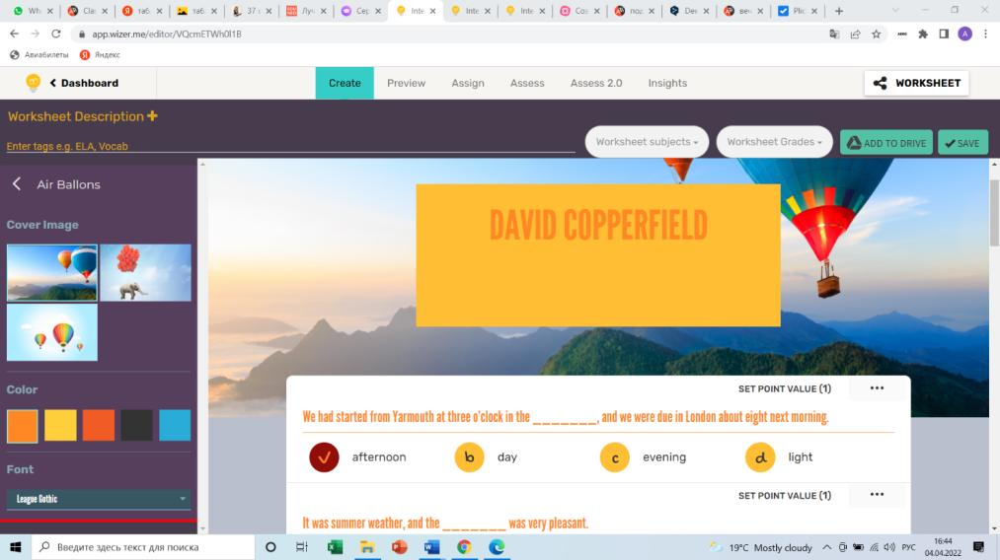 Wh
Cla:
таб.
таб.
37
Луч
Сер
Inte
Inte
Inte
Cos
под
Dee
веч
Plic
app.wizer.me/editor/VQcmETWh0I1B
Авиабилеты Яндекс
Dashboard
Create Preview Assign Assess Assess 2.0 Insights
WORKSHEET
Worksheet Description
Enter tags e.g. ELA, Vocab
Worksheet subjects
Worksheet Grades
ADD TO DRIVE
SAVE
Air Ballons
Cover Image
Color
Font
League Gothic
DAVID COPPERFIELD
SET POINT VALUE (1)
We had started from Yarmouth at three o'clock in the _______, and we were due in London about eight next morning.
afternoon
b day
c evening
d light
SET POINT VALUE (1)
It was summer weather, and the _______ was very pleasant.
Введите здесь текст для поиска
19°C Mostly cloudy
РУС
16:44
04.04.2022